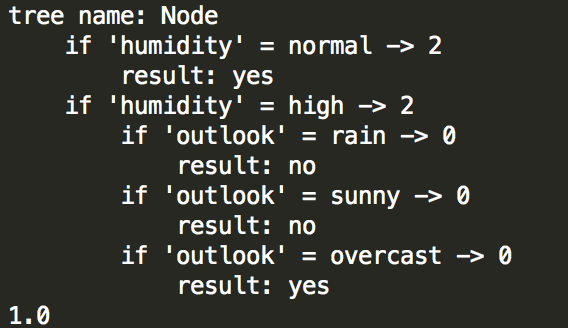 tree name: Node
    if 'humidity' = normal -> 2
        result: yes
    if 'humidity' = high -> 2
        if 'outlook' = rain -> 0
            result: no
        if 'outlook' = sunny -> 0
            result: no
        if 'outlook' = overcast -> 0
            result: yes
1.0